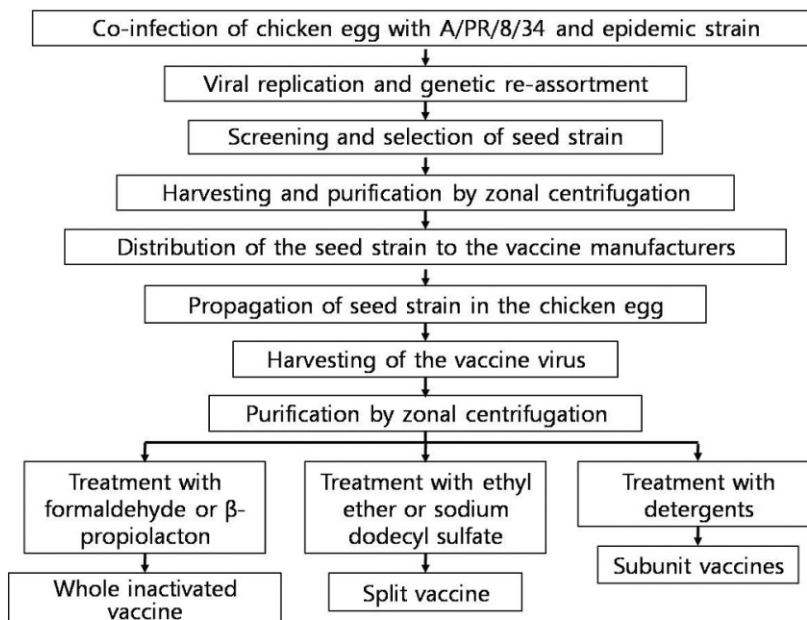 Co-infection of chicken egg with A/PR/8/34 and epidemic strain
Viral replication and genetic re-assortment
Screening and selection of seed strain
Harvesting and purification by zonal centrifugation
Distribution of the seed strain to the vaccine manufacturers
Propagation of seed strain in the chicken egg
Harvesting of the vaccine virus
Purification by zonal centrifugation
Treatment with
formaldehyde or β-
propiolacton
Treatment with ethyl
ether or sodium
dodecyl sulfate
Treatment with
detergents
Whole inactivated
vaccine
Split vaccine
Subunit vaccines